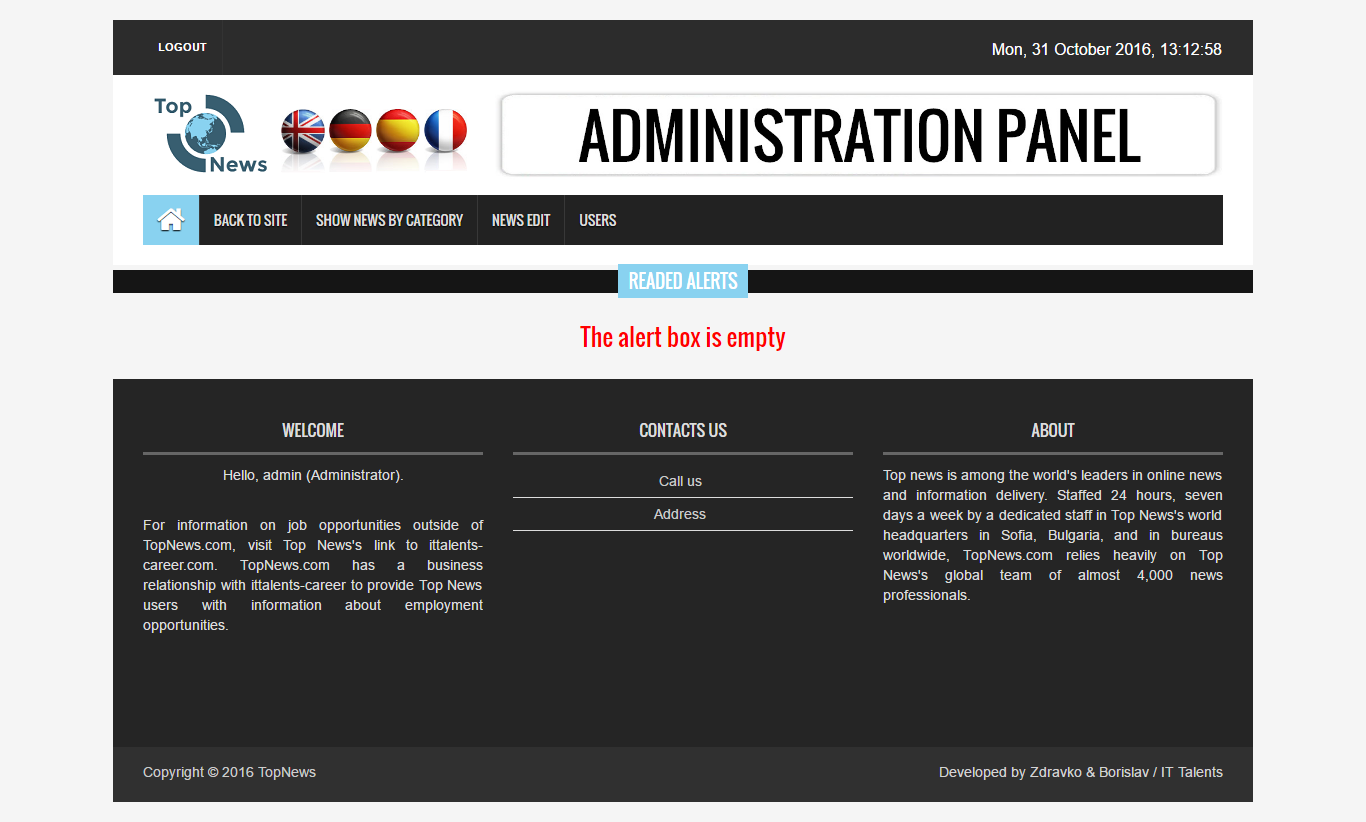 LOGOUT
Mon, 31 October 2016, 13:12:58
Top
News
ADMINISTRATION PANEL
BACK TO SITE
SHOW NEWS BY CATEGORY
NEWS EDIT
USERS
READED ALERTS
The alert box is empty
WELCOME
Hello, admin (Administrator).
For information on job opportunities outside of
TopNews.com, visit Top News's link to ittalents-
career.com. TopNews.com has a business
relationship with ittalents-career to provide Top News
users with information about employment
opportunities.
CONTACTS US
Call us
Address
ABOUT
Top news is among the world's leaders in online news
and information delivery. Staffed 24 hours, seven
days a week by a dedicated staff in Top News's world
headquarters in Sofia, Bulgaria, and in bureaus
worldwide, TopNews.com relies heavily on Top
News's global team of almost 4,000 news
professionals.
Copyright © 2016 TopNews
Developed by Zdravko & Borislav / IT Talents